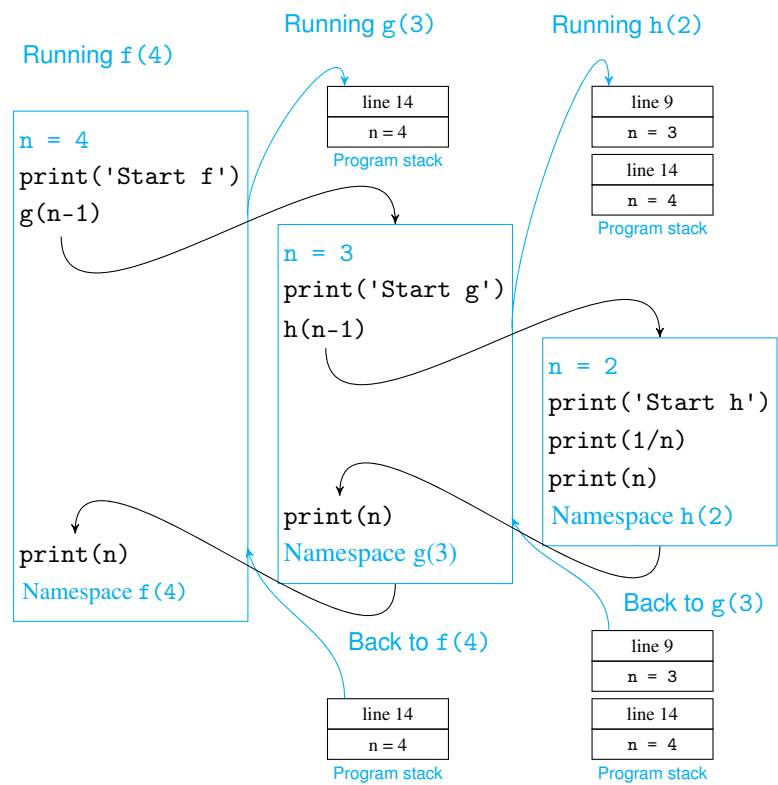 Running f(4)
n = 4
print('Start f')
g(n-1)
print(n)
Namespace f(4)
Running g(3)
line 14
n = 4
Program stack
n = 3
print('Start g')
h(n-1)
print(n)
Namespace g(3)
Running h(2)
line 9
n = 3
line 14
n = 4
Program stack
n = 2
print('Start h')
print(1/n)
print(n)
Namespace h(2)
Back to g(3)
line 9
n = 3
line 14
n = 4
Program stack
Back to f(4)
line 14
n = 4
Program stack